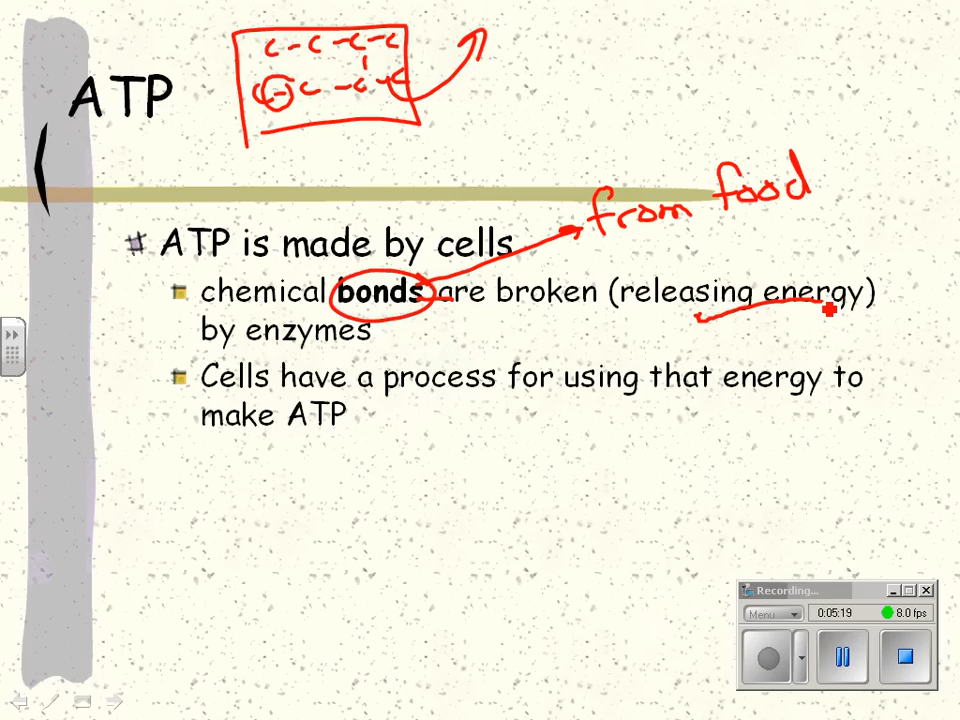 c - c - c - c
ATP
c - c - c - c
from food
ATP is made by cells
chemical bonds are broken (releasing energy)
by enzymes
Cells have a process for using that energy to
make ATP
Recording...
Menu
0:05:19
8.0 fps